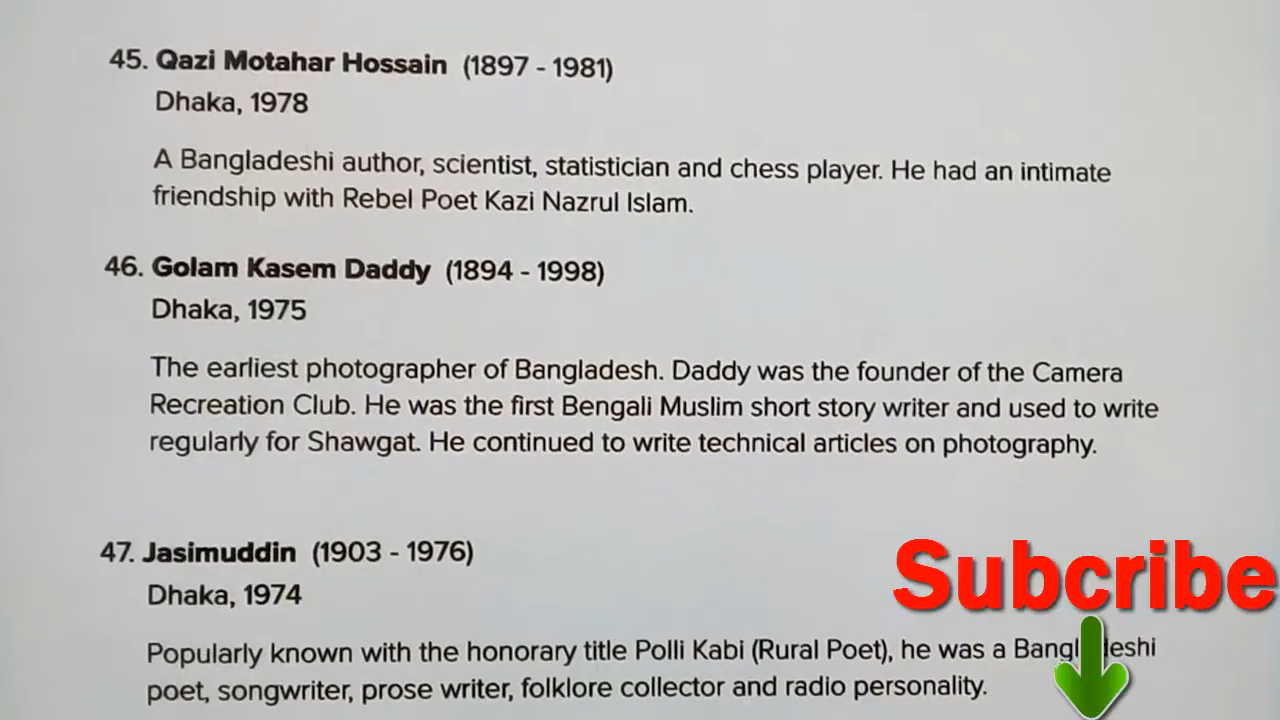 45. Qazi Motahar Hossain (1897 - 1981)
Dhaka, 1978
A Bangladeshi author, scientist, statistician and chess player. He had an intimate
friendship with Rebel Poet Kazi Nazrul Islam.
46. Golam Kasem Daddy (1894 - 1998)
Dhaka, 1975
The earliest photographer of Bangladesh. Daddy was the founder of the Camera
Recreation Club. He was the first Bengali Muslim short story writer and used to write
regularly for Shawgat. He continued to write technical articles on photography.
47. Jasimuddin (1903 - 1976)
Dhaka, 1974
Subcribe
Popularly known with the honorary title Polli Kabi (Rural Poet), he was a Bangladeshi
poet, songwriter, prose writer, folklore collector and radio personality.